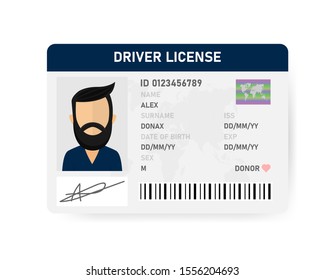 DRIVER LICENSE
ID 0123456789
NAME
ALEX
SURNAME ISS
DONAX DD/MM/YY
DATE OF BIRTH EXP
DD/MM/YY DD/MM/YY
SEX
M DONOR
www.shutterstock.com · 1556204693